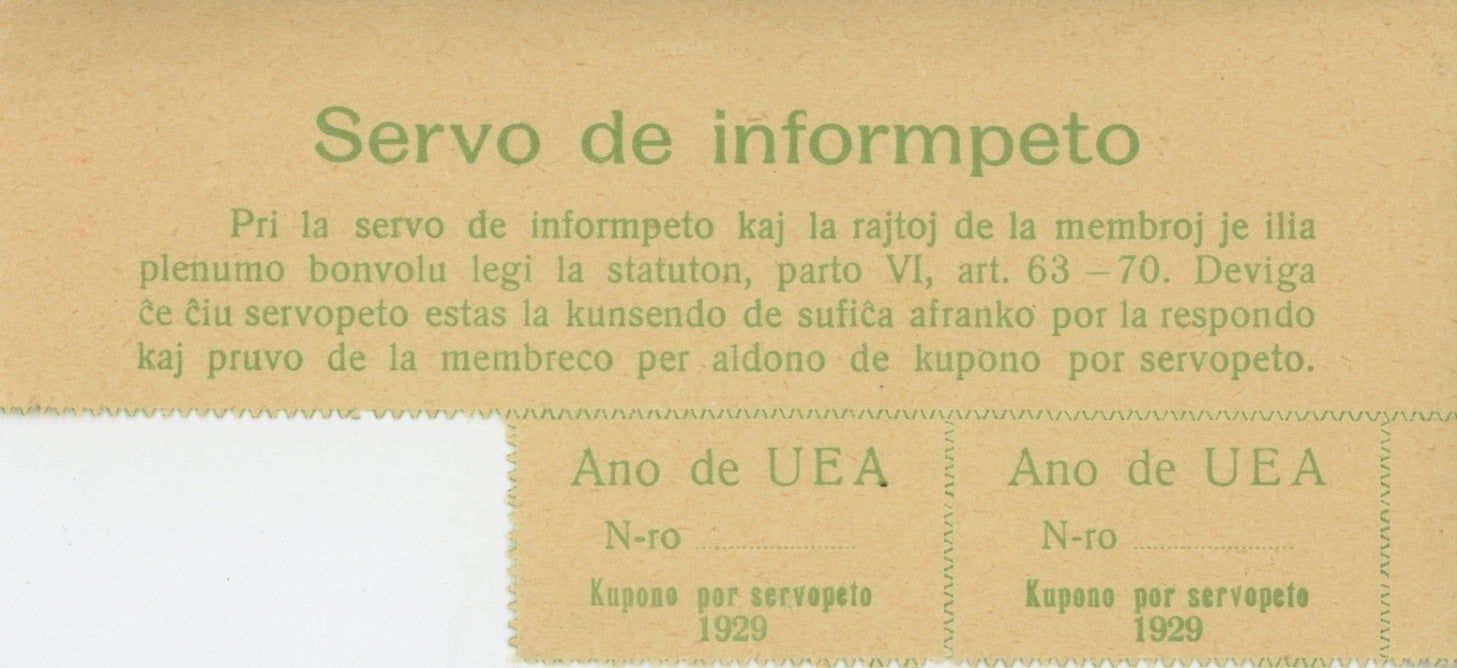 Servo de informpeto
Pri la servo de informpeto kaj la rajtoj de la membroj je ilia
plenumo bonvolu legi la statuton, parto VI, art. 63 – 70. Deviga
ĉe ĉiu servopeto estas la kunsendo de sufiĉa afranko por la respondo
kaj pruvo de la membreco per aldono de kupono por servopeto.
Ano de UEA
N-ro ....................
Kupono por servopeto
1929
Ano de UEA
N-ro ....................
Kupono por servopeto
1929